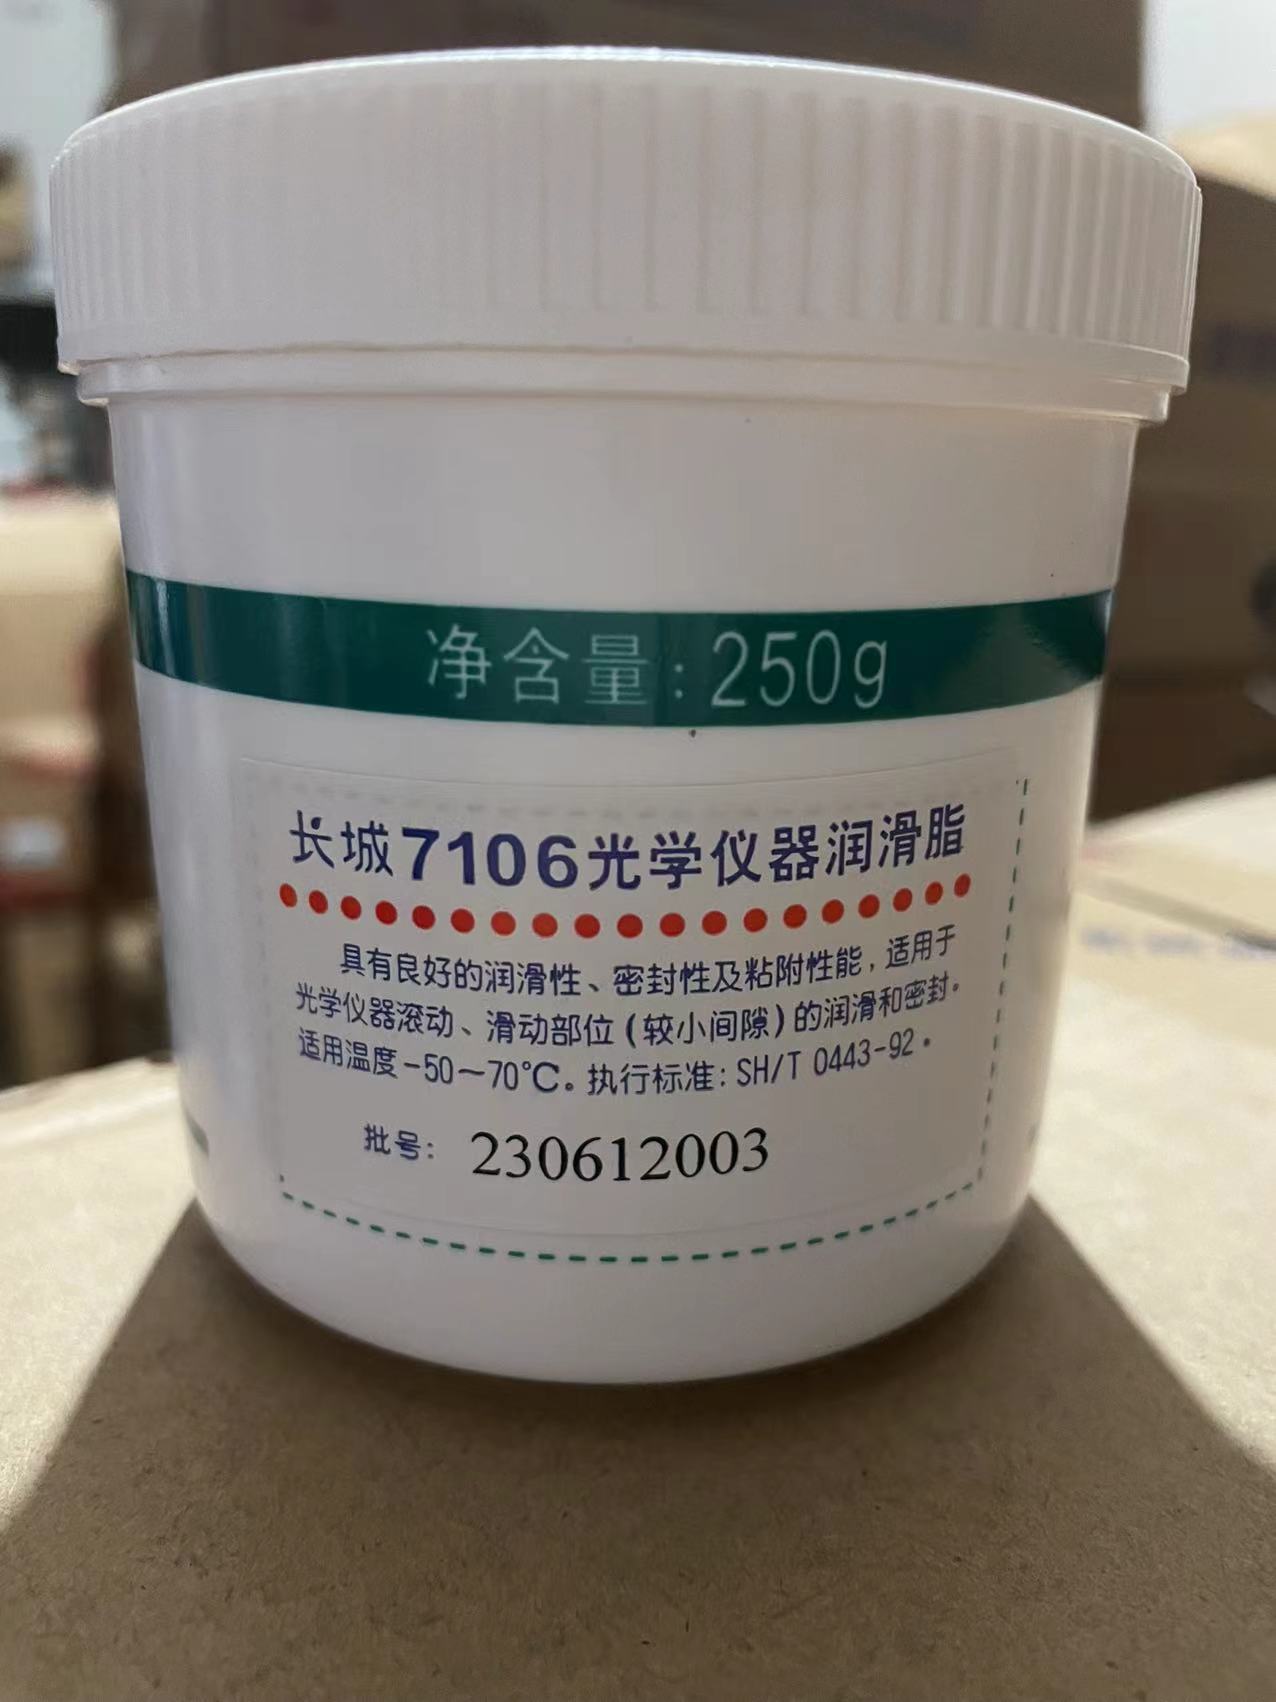 净含量:250g
长城7106光学仪器润滑脂
具有良好的润滑性、密封性及粘附性能,适用于
光学仪器滚动、滑动部位(较小间隙)的润滑和密封。
适用温度-50~70℃。执行标准:SH/T 0443-92。
批号: 230612003